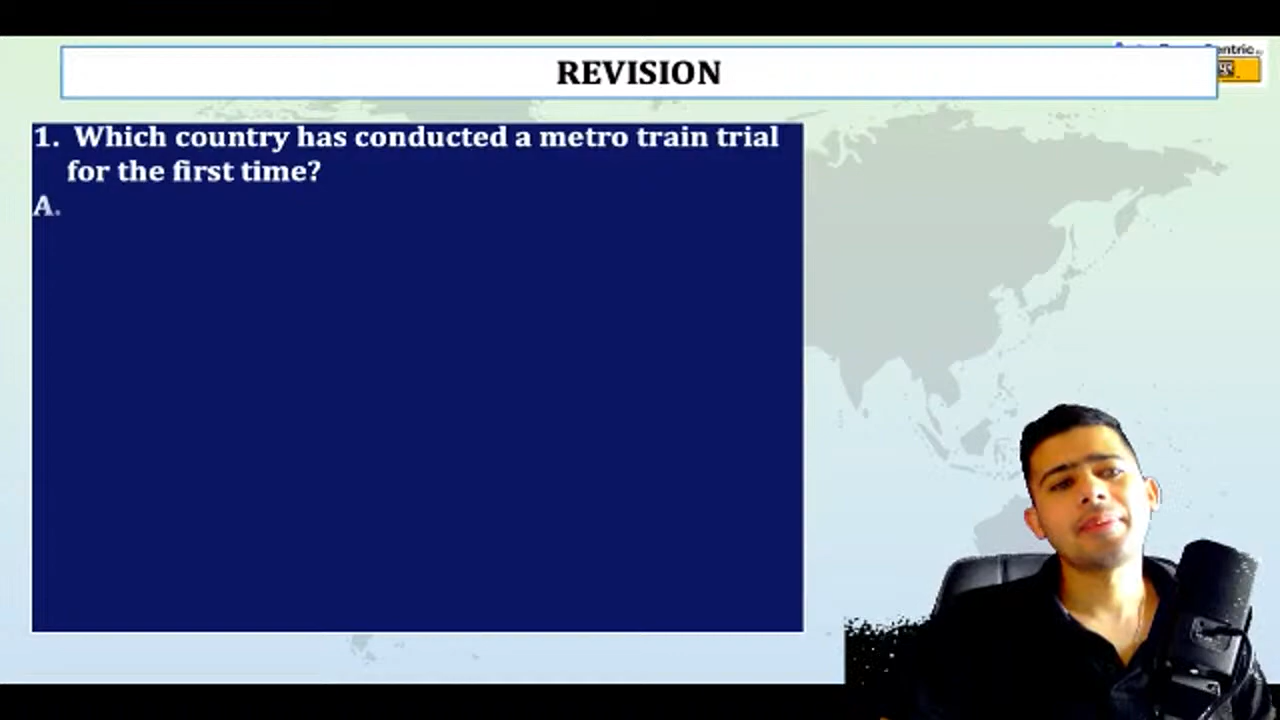 REVISION
1. Which country has conducted a metro train trial
for the first time?
A.